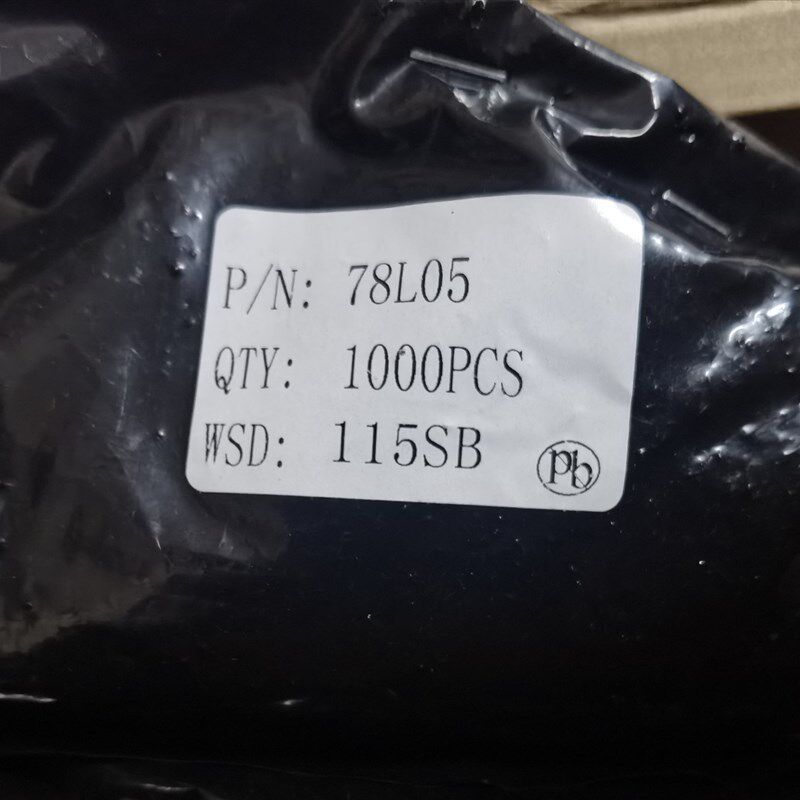 P/N: 78L05
QTY: 1000PCS
WSD: 115SB
Pb